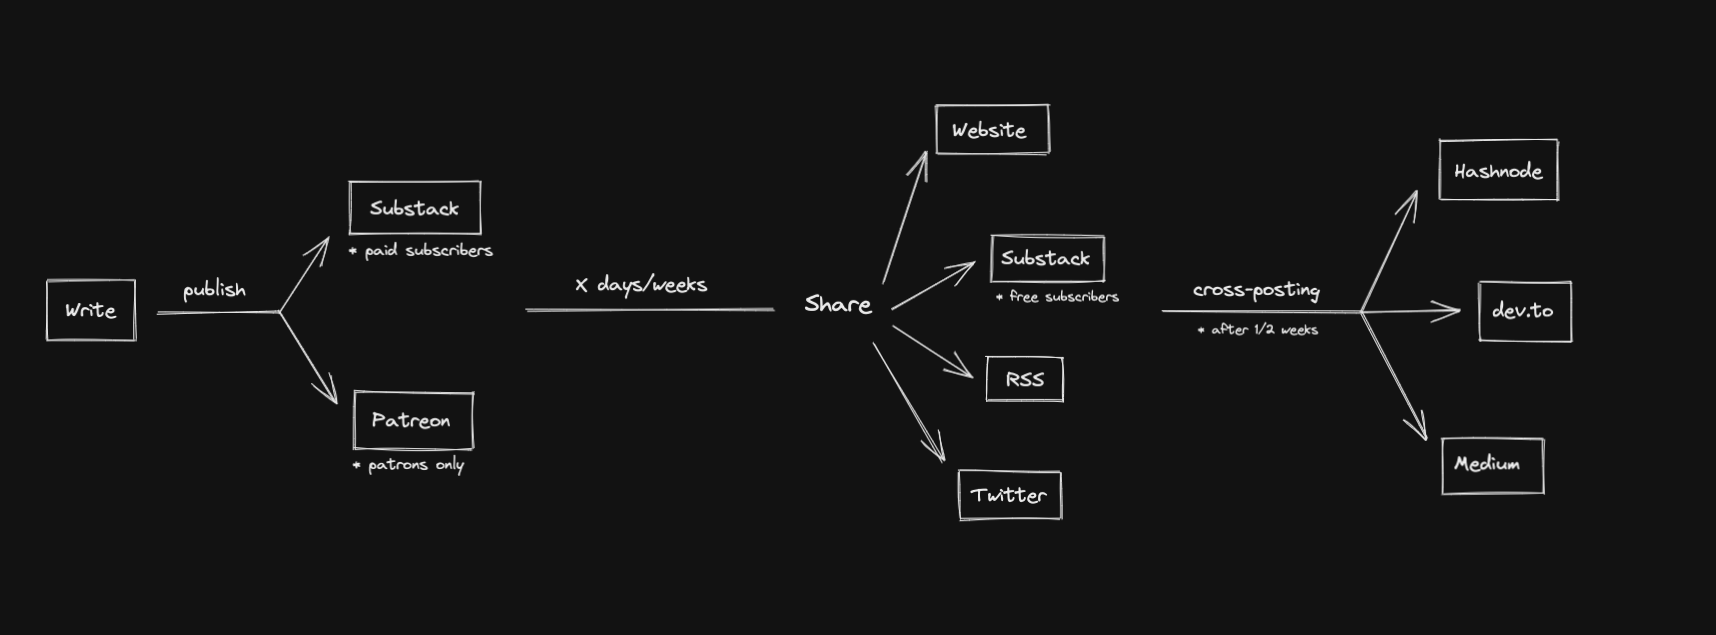 Write
publish
Substack
* paid subscribers
Patreon
* patrons only
X days/weeks
Share
Website
Substack
* free subscribers
RSS
Twitter
cross-posting
* after 1/2 weeks
Hashnode
dev.to
Medium